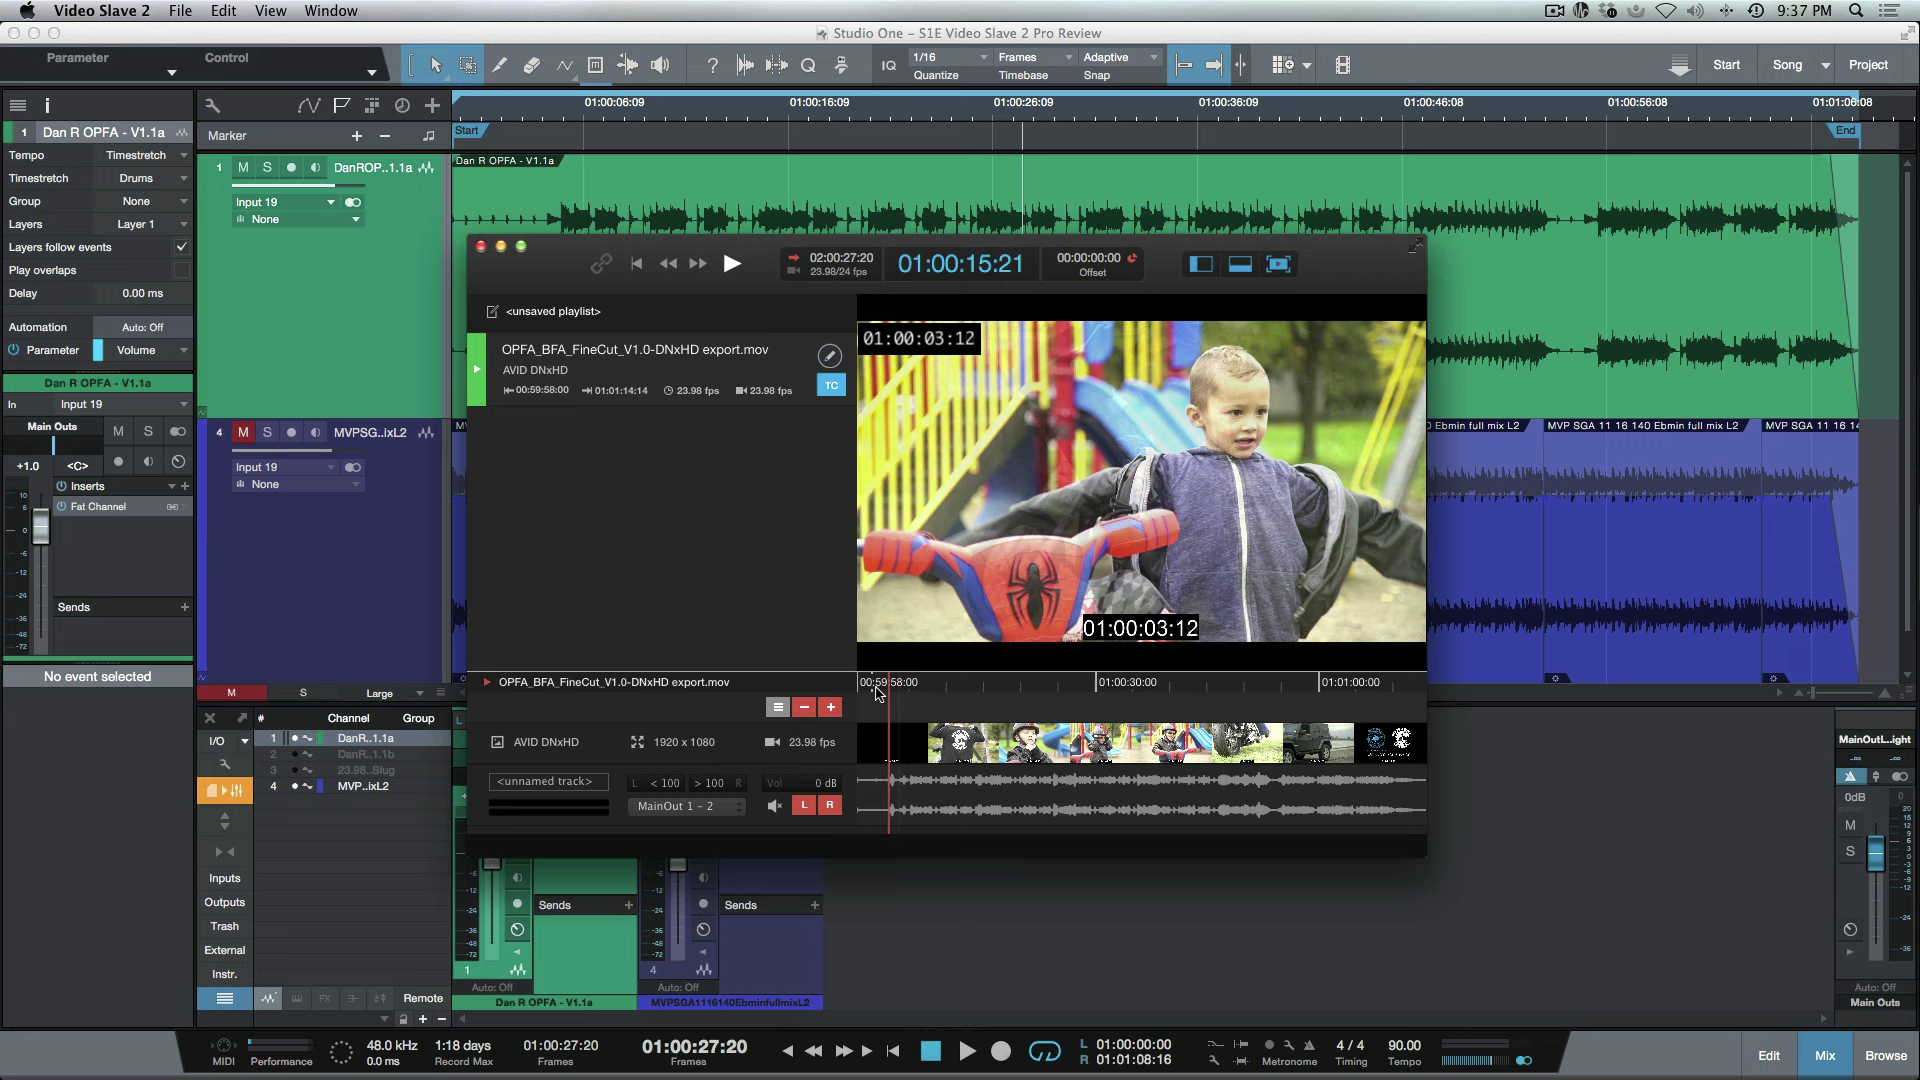 Video Slave 2 File Edit View Window
9:37 PM
Studio One - S1E Video Slave 2 Pro Review
Parameter Control
IQ 1/16 Frames Adaptive
Quantize Timebase Snap
Start Song Project
1 Dan R OPFA - V1.1a
Tempo Timestretch
Timestretch Drums
Group None
Layers Layer 1
Layers follow events
Play overlaps
Delay 0.00 ms
Automation Auto: Off
Parameter Volume
Dan R OPFA - V1.1a
In Input 19
Main Outs
M S
+1.0 <C>
Inserts
Fat Channel
Sends
No event selected
Marker
01:00:06:09 01:00:16:09 01:00:26:09 01:00:36:09 01:00:46:08 01:00:56:08 01:01:06:08
Start End
1 M S DanROP..1.1a
Input 19
None
Dan R OPFA - V1.1a
4 M S MVPSG..ixL2
Input 19
None
0 Ebmin full mix L2 MVP SGA 11 16 140 Ebmin full mix L2 MVP SGA 11 16 14
M S Large
02:00:27:20
23.98/24 fps
01:00:15:21
00:00:00:00
Offset
<unsaved playlist>
OPFA_BFA_FineCut_V1.0-DNxHD export.mov
AVID DNxHD
TC
00:59:58:00 01:01:14:14 23.98 fps 23.98 fps
01:00:03:12
01:00:03:12
OPFA_BFA_FineCut_V1.0-DNxHD export.mov
00:59:58:00 01:00:30:00 01:01:00:00
AVID DNxHD 1920 x 1080 23.98 fps
<unnamed track> L < 100 > 100 R Vol 0 dB
MainOut 1 - 2 L R
# Channel Group
I/O
1 DanR..1.1a
2 DanR..1.1b
3 23.98..Slug
4 MVP..ixL2
Inputs
Outputs
Trash
External
Instr.
FX
Remote
Sends Sends
1 4
Auto: Off Auto: Off
Dan R OPFA - V1.1a MVPSGA1116140EbminfullmixL2
MainOutL..ight
0dB
M
S
Auto: Off
Main Outs
MIDI Performance
48.0 kHz
0.0 ms
1:18 days
Record Max
01:00:27:20
Frames
01:00:27:20
Frames
L 01:00:00:00
R 01:01:08:16
Metronome
4 / 4
Timing
90.00
Tempo
Edit Mix Browse